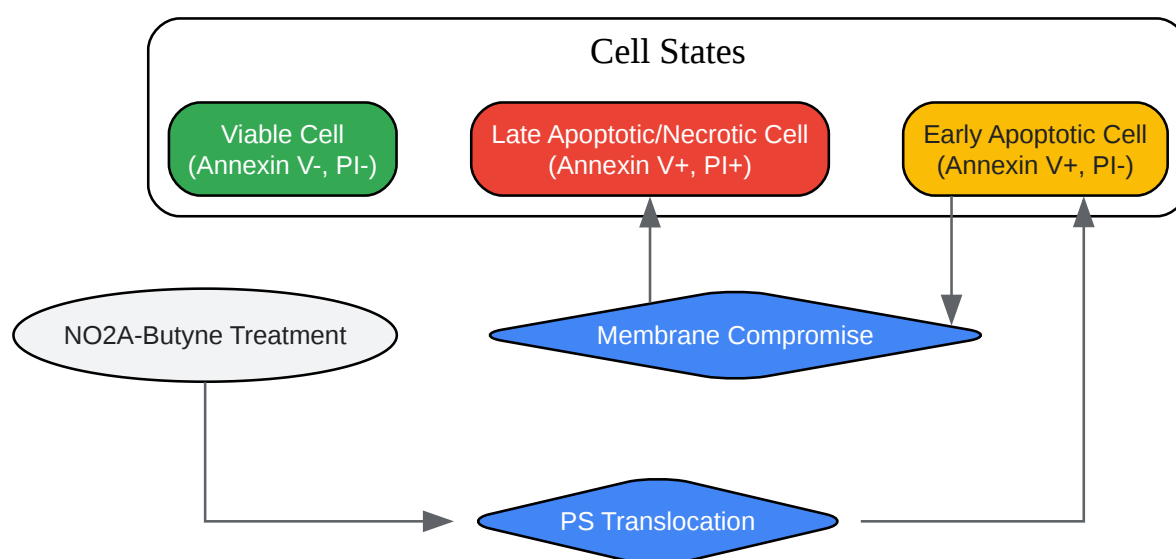 Cell States
Viable Cell
(Annexin V-, PI-)
Late Apoptotic/Necrotic Cell
(Annexin V+, PI+)
Early Apoptotic Cell
(Annexin V+, PI-)
NO2A-Butyne Treatment
Membrane Compromise
PS Translocation